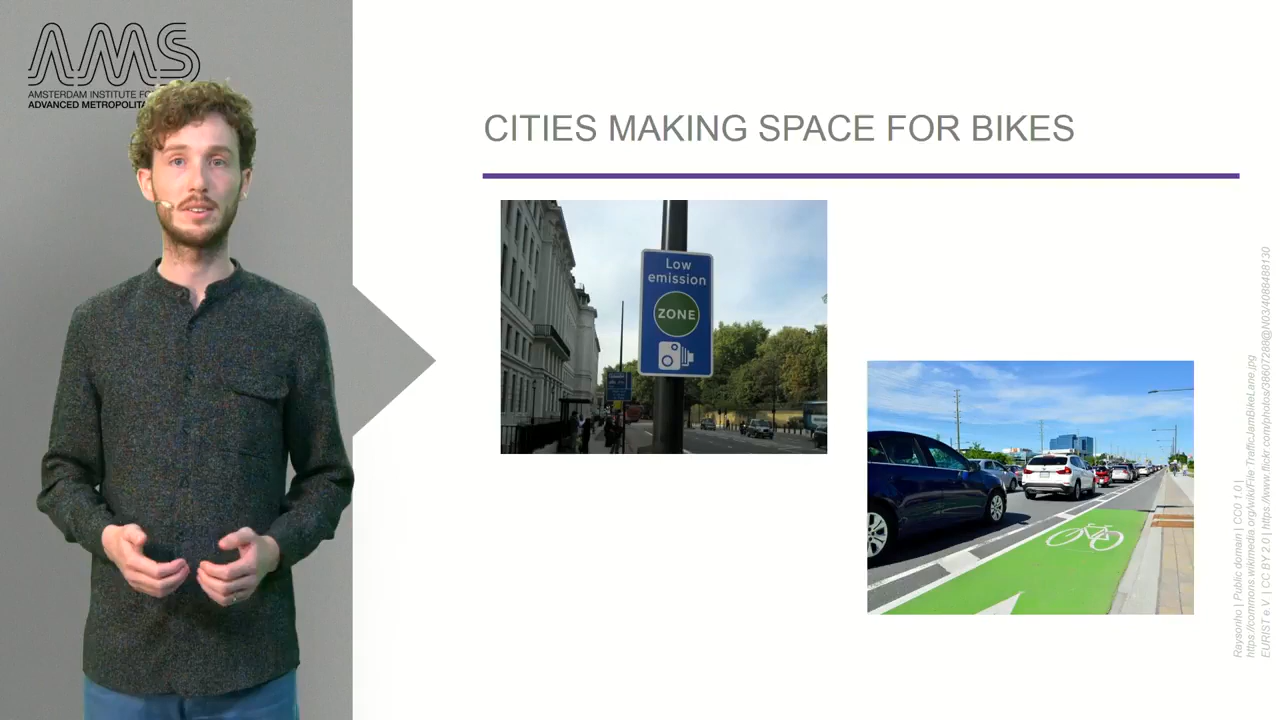 AMS
AMSTERDAM INSTITUTE FO
ADVANCED METROPOLITA
CITIES MAKING SPACE FOR BIKES
Low
emission
ZONE
Raysonho | Public domain | CC0 1.0 |
https://commons.wikimedia.org/wiki/File:TrafficJamBikeLane.jpg
EURIST e.V. | CC BY 2.0 | https://www.flickr.com/photos/38607288@N03/4088488130